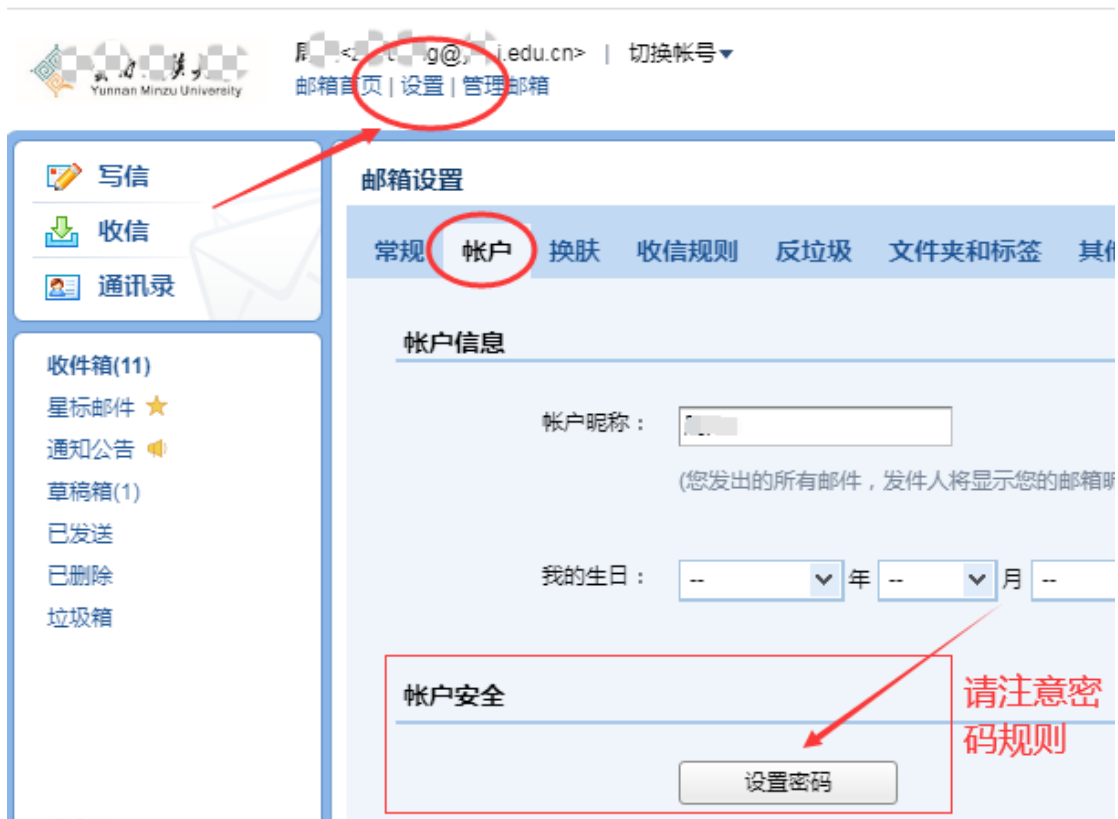 @
.edu.cn> | 切换帐号
Yunnan Minzu University
邮箱首页 | 设置 | 管理邮箱
写信
收信
通讯录
收件箱(11)
星标邮件
通知公告
草稿箱(1)
已发送
已删除
垃圾箱
邮箱设置
常规 帐户 换肤 收信规则 反垃圾 文件夹和标签
帐户信息
帐户昵称：
(您发出的所有邮件，发件人将显示您的邮箱昵
我的生日： -- 年 -- 月 --
帐户安全
设置密码
请注意密
码规则